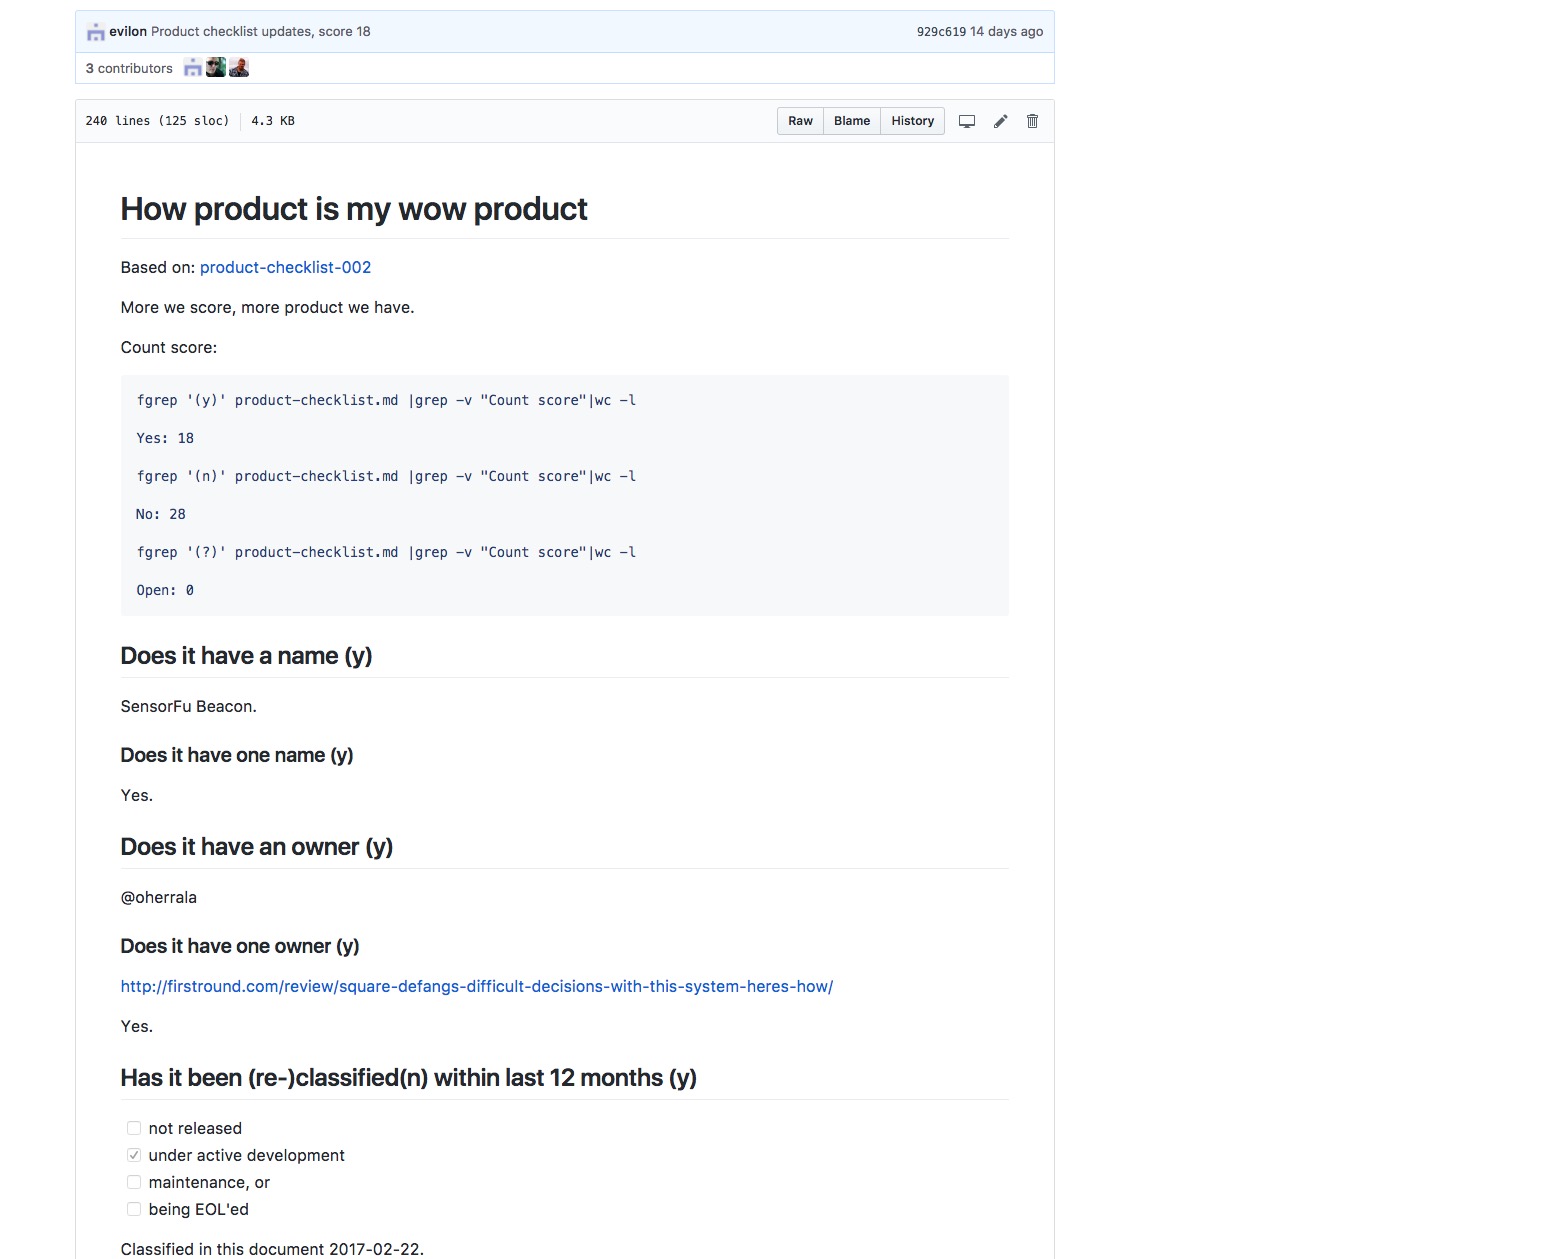 evilon Product checklist updates, score 18 929c619 14 days ago
3 contributors
240 lines (125 sloc) 4.3 KB Raw Blame History
How product is my wow product
Based on: product-checklist-002
More we score, more product we have.
Count score:
fgrep '(y)' product-checklist.md |grep -v "Count score"|wc -l
Yes: 18
fgrep '(n)' product-checklist.md |grep -v "Count score"|wc -l
No: 28
fgrep '(?)' product-checklist.md |grep -v "Count score"|wc -l
Open: 0
Does it have a name (y)
SensorFu Beacon.
Does it have one name (y)
Yes.
Does it have an owner (y)
@oherrala
Does it have one owner (y)
http://firstround.com/review/square-defangs-difficult-decisions-with-this-system-heres-how/
Yes.
Has it been (re-)classified(n) within last 12 months (y)
not released
under active development
maintenance, or
being EOL'ed
Classified in this document 2017-02-22.